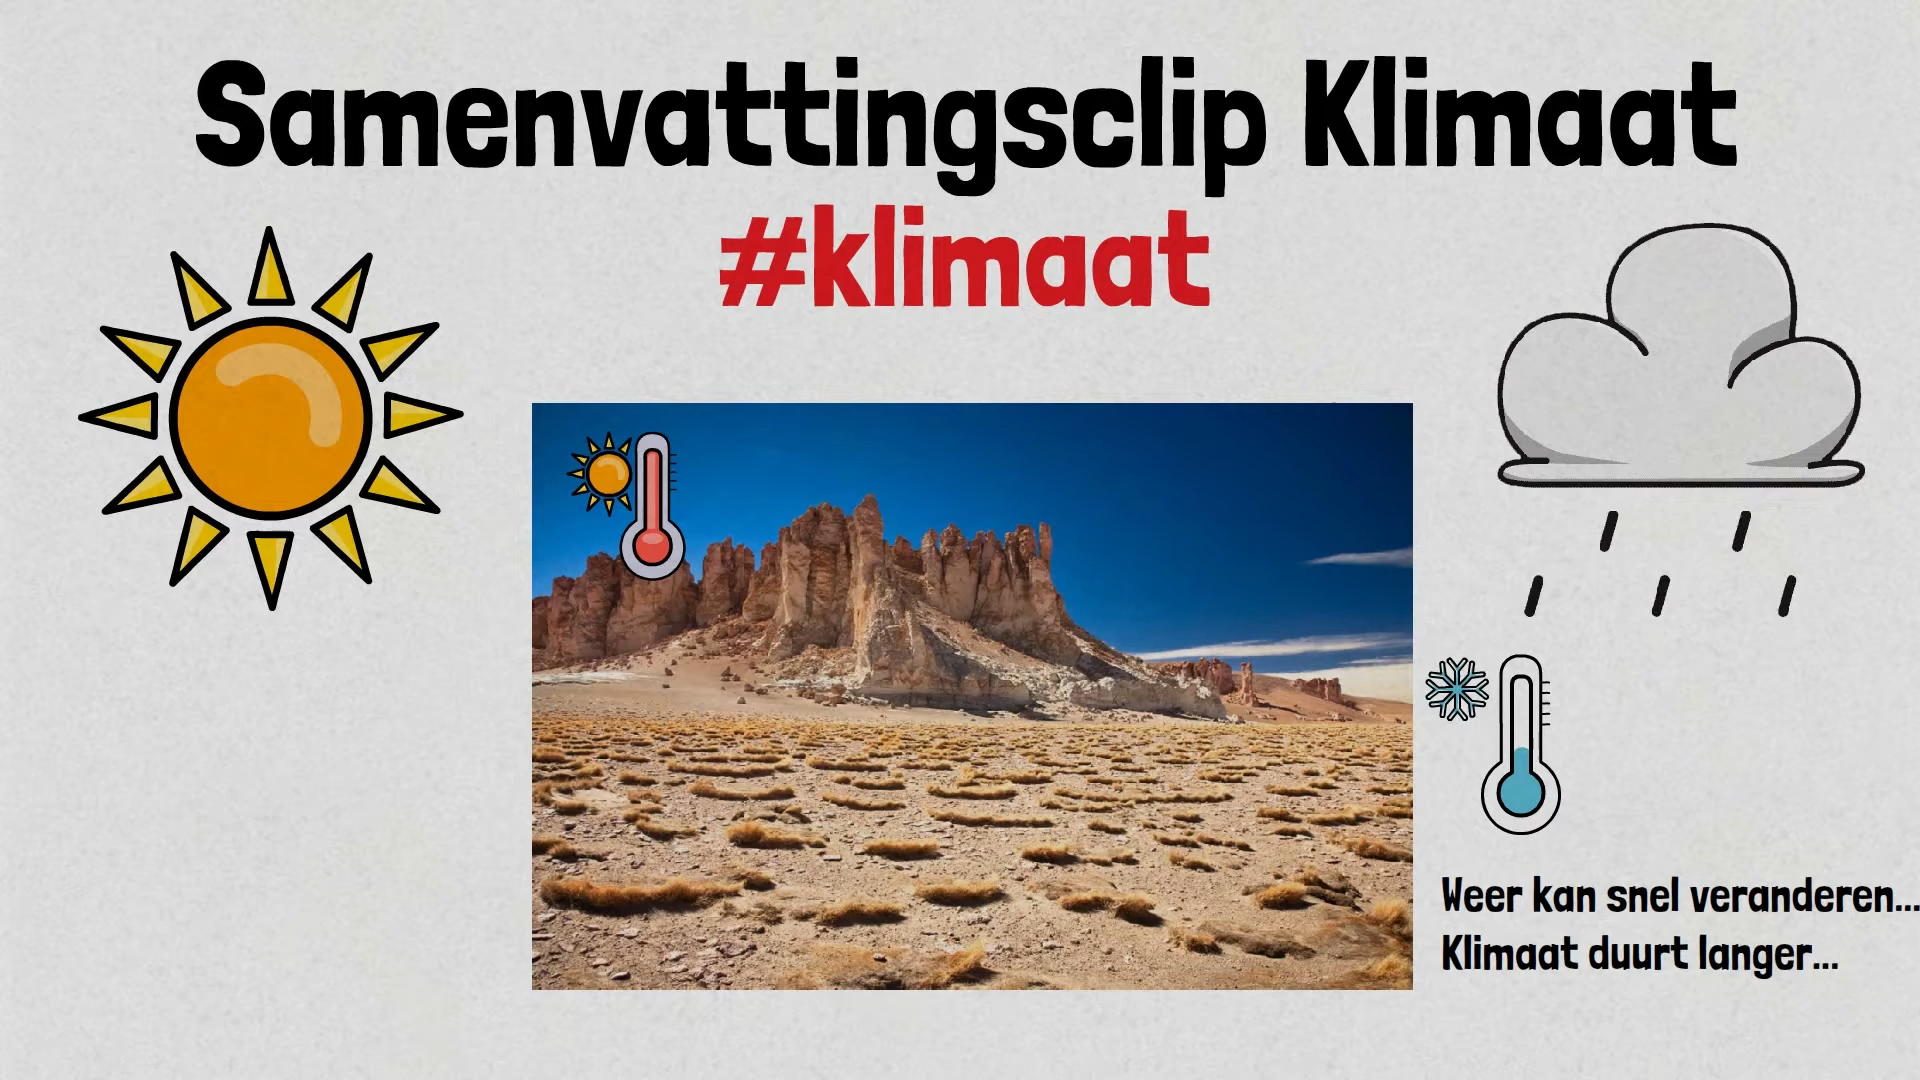 Samenvattingsclip Klimaat
#klimaat
Weer kan snel veranderen...
Klimaat duurt langer...